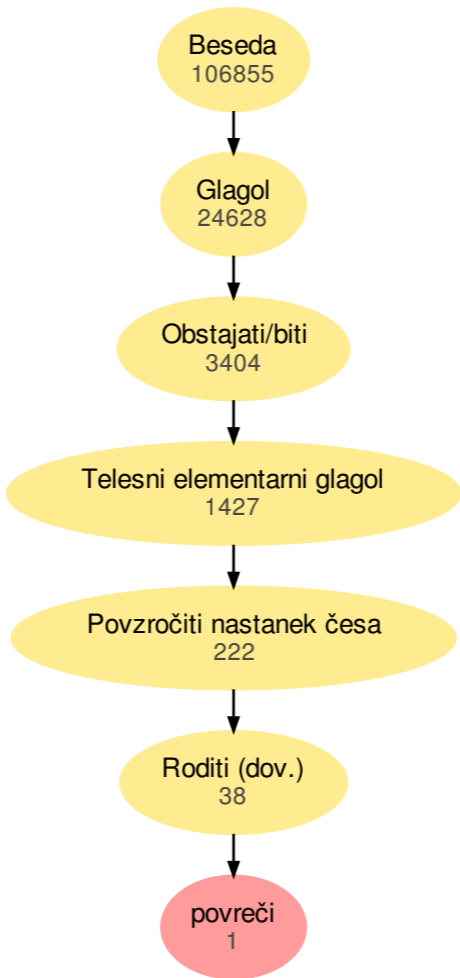 Beseda
106855
Glagol
24628
Obstajati/biti
3404
Telesni elementarni glagol
1427
Povzročiti nastanek česa
222
Roditi (dov.)
38
povreči
1